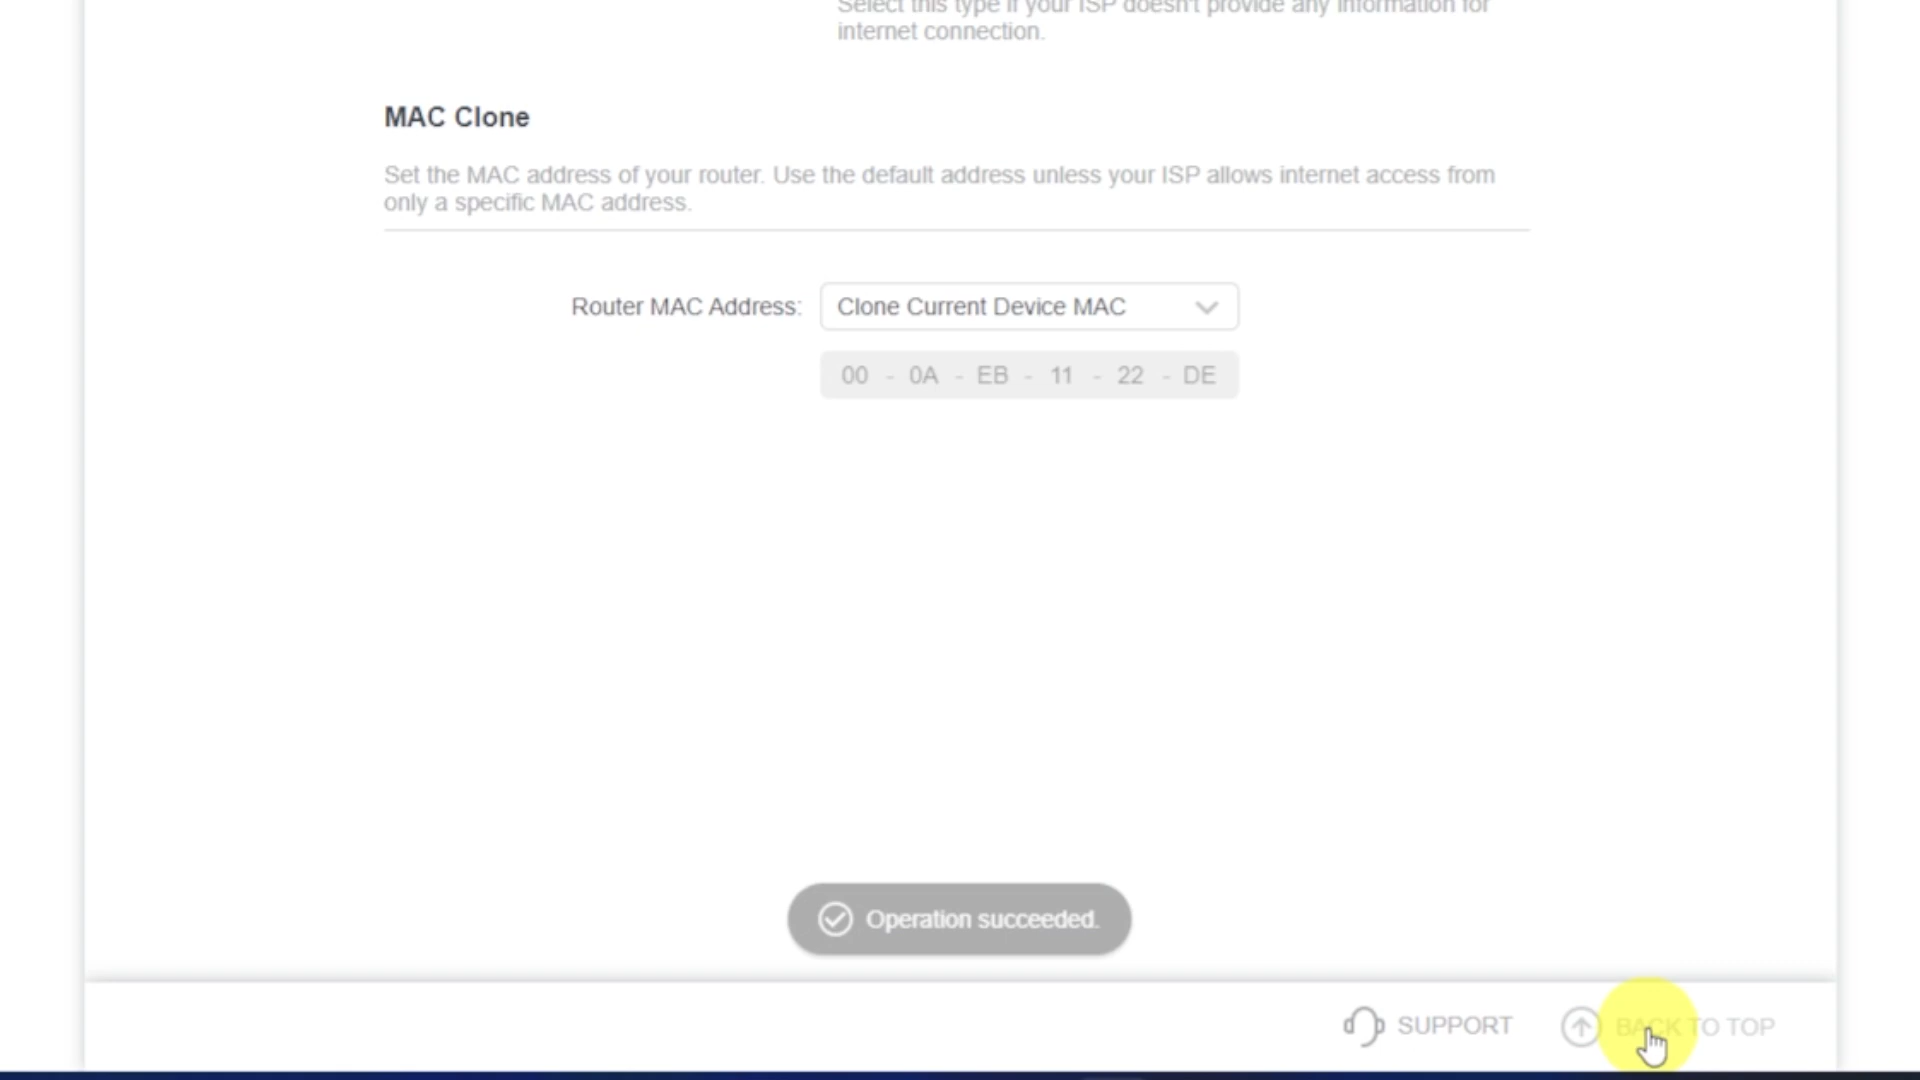 Select this type if your ISP doesn't provide any information for
internet connection.
MAC Clone
Set the MAC address of your router. Use the default address unless your ISP allows internet access from
only a specific MAC address.
Router MAC Address: Clone Current Device MAC
00 - 0A - EB - 11 - 22 - DE
Operation succeeded.
SUPPORT BACK TO TOP